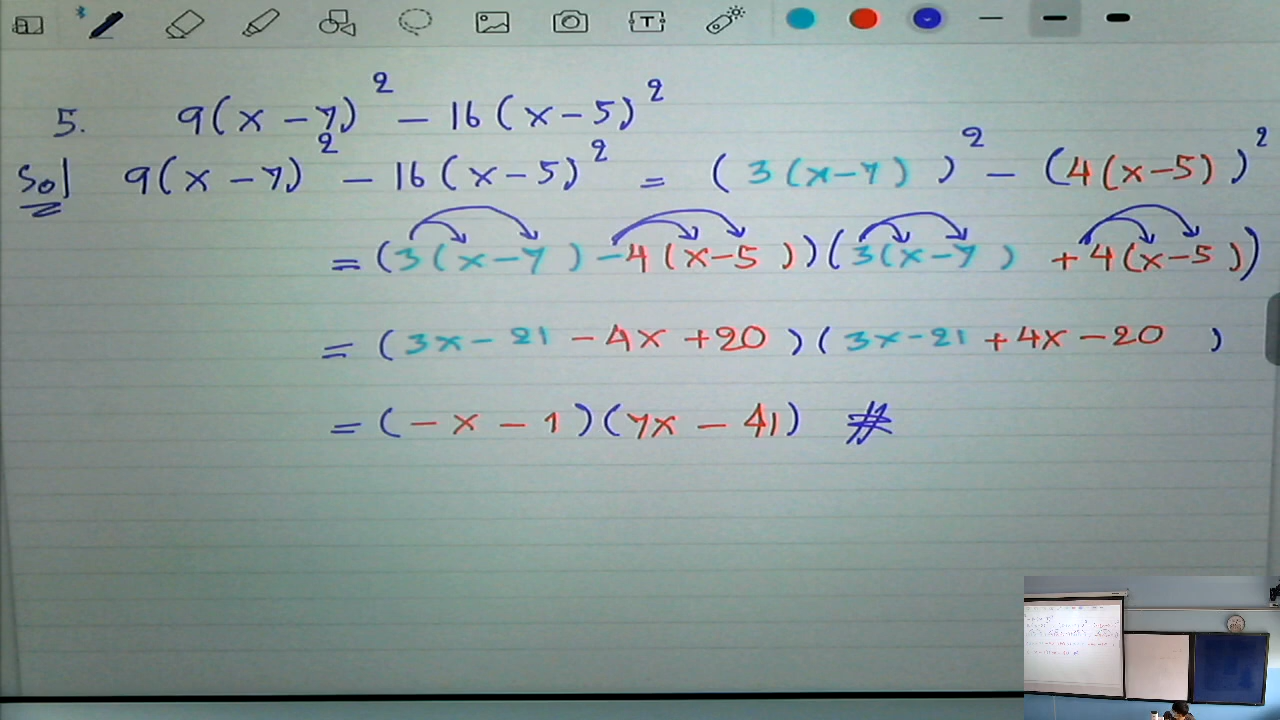 5. 9(x-7)² - 16(x-5)²
Sol 9(x-7)² - 16(x-5)² = (3(x-7))² - (4(x-5))²
= (3(x-7) - 4(x-5))(3(x-7) + 4(x-5))
= (3x - 21 - 4x + 20)(3x - 21 + 4x - 20)
= (-x - 1)(7x - 41) #